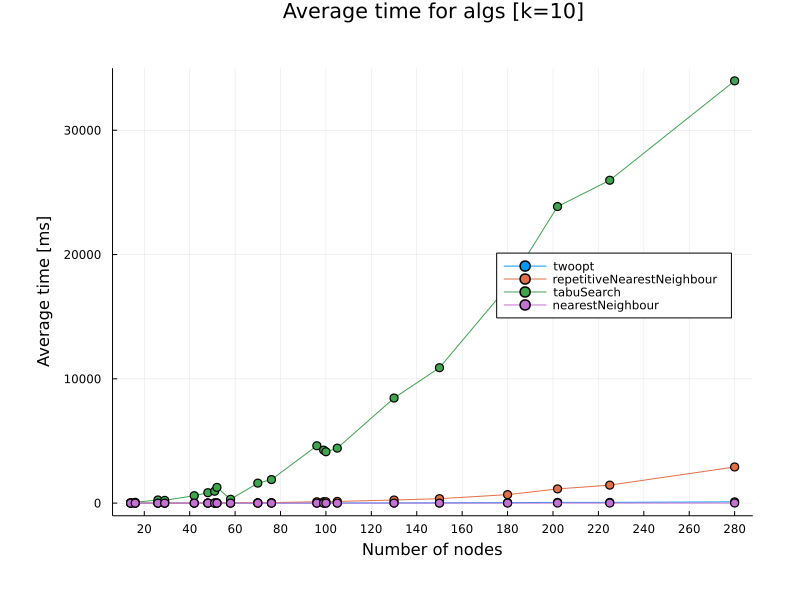 Average time for algs [k=10]
Average time [ms]
30000
20000
10000
0
twoopt
repetitiveNearestNeighbour
tabuSearch
nearestNeighbour
20 40 60 80 100 120 140 160 180 200 220 240 260 280
Number of nodes